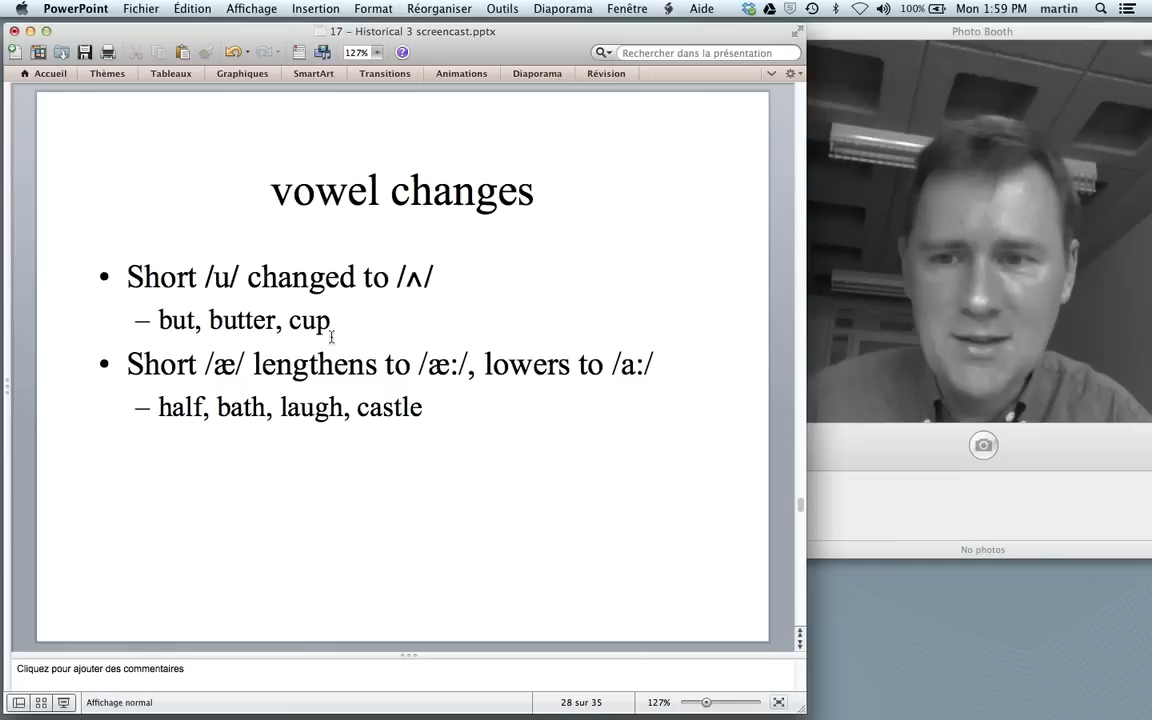 PowerPoint Fichier Édition Affichage Insertion Format Réorganiser Outils Diaporama Fenêtre Aide 100% Mon 1:59 PM martin
17 – Historical 3 screencast.pptx
Photo Booth
127% Rechercher dans la présentation
Accueil Thèmes Tableaux Graphiques SmartArt Transitions Animations Diaporama Révision
vowel changes
• Short /u/ changed to /ʌ/
– but, butter, cup
• Short /æ/ lengthens to /æ:/, lowers to /a:/
– half, bath, laugh, castle
No photos
Cliquez pour ajouter des commentaires
Affichage normal 28 sur 35 127%